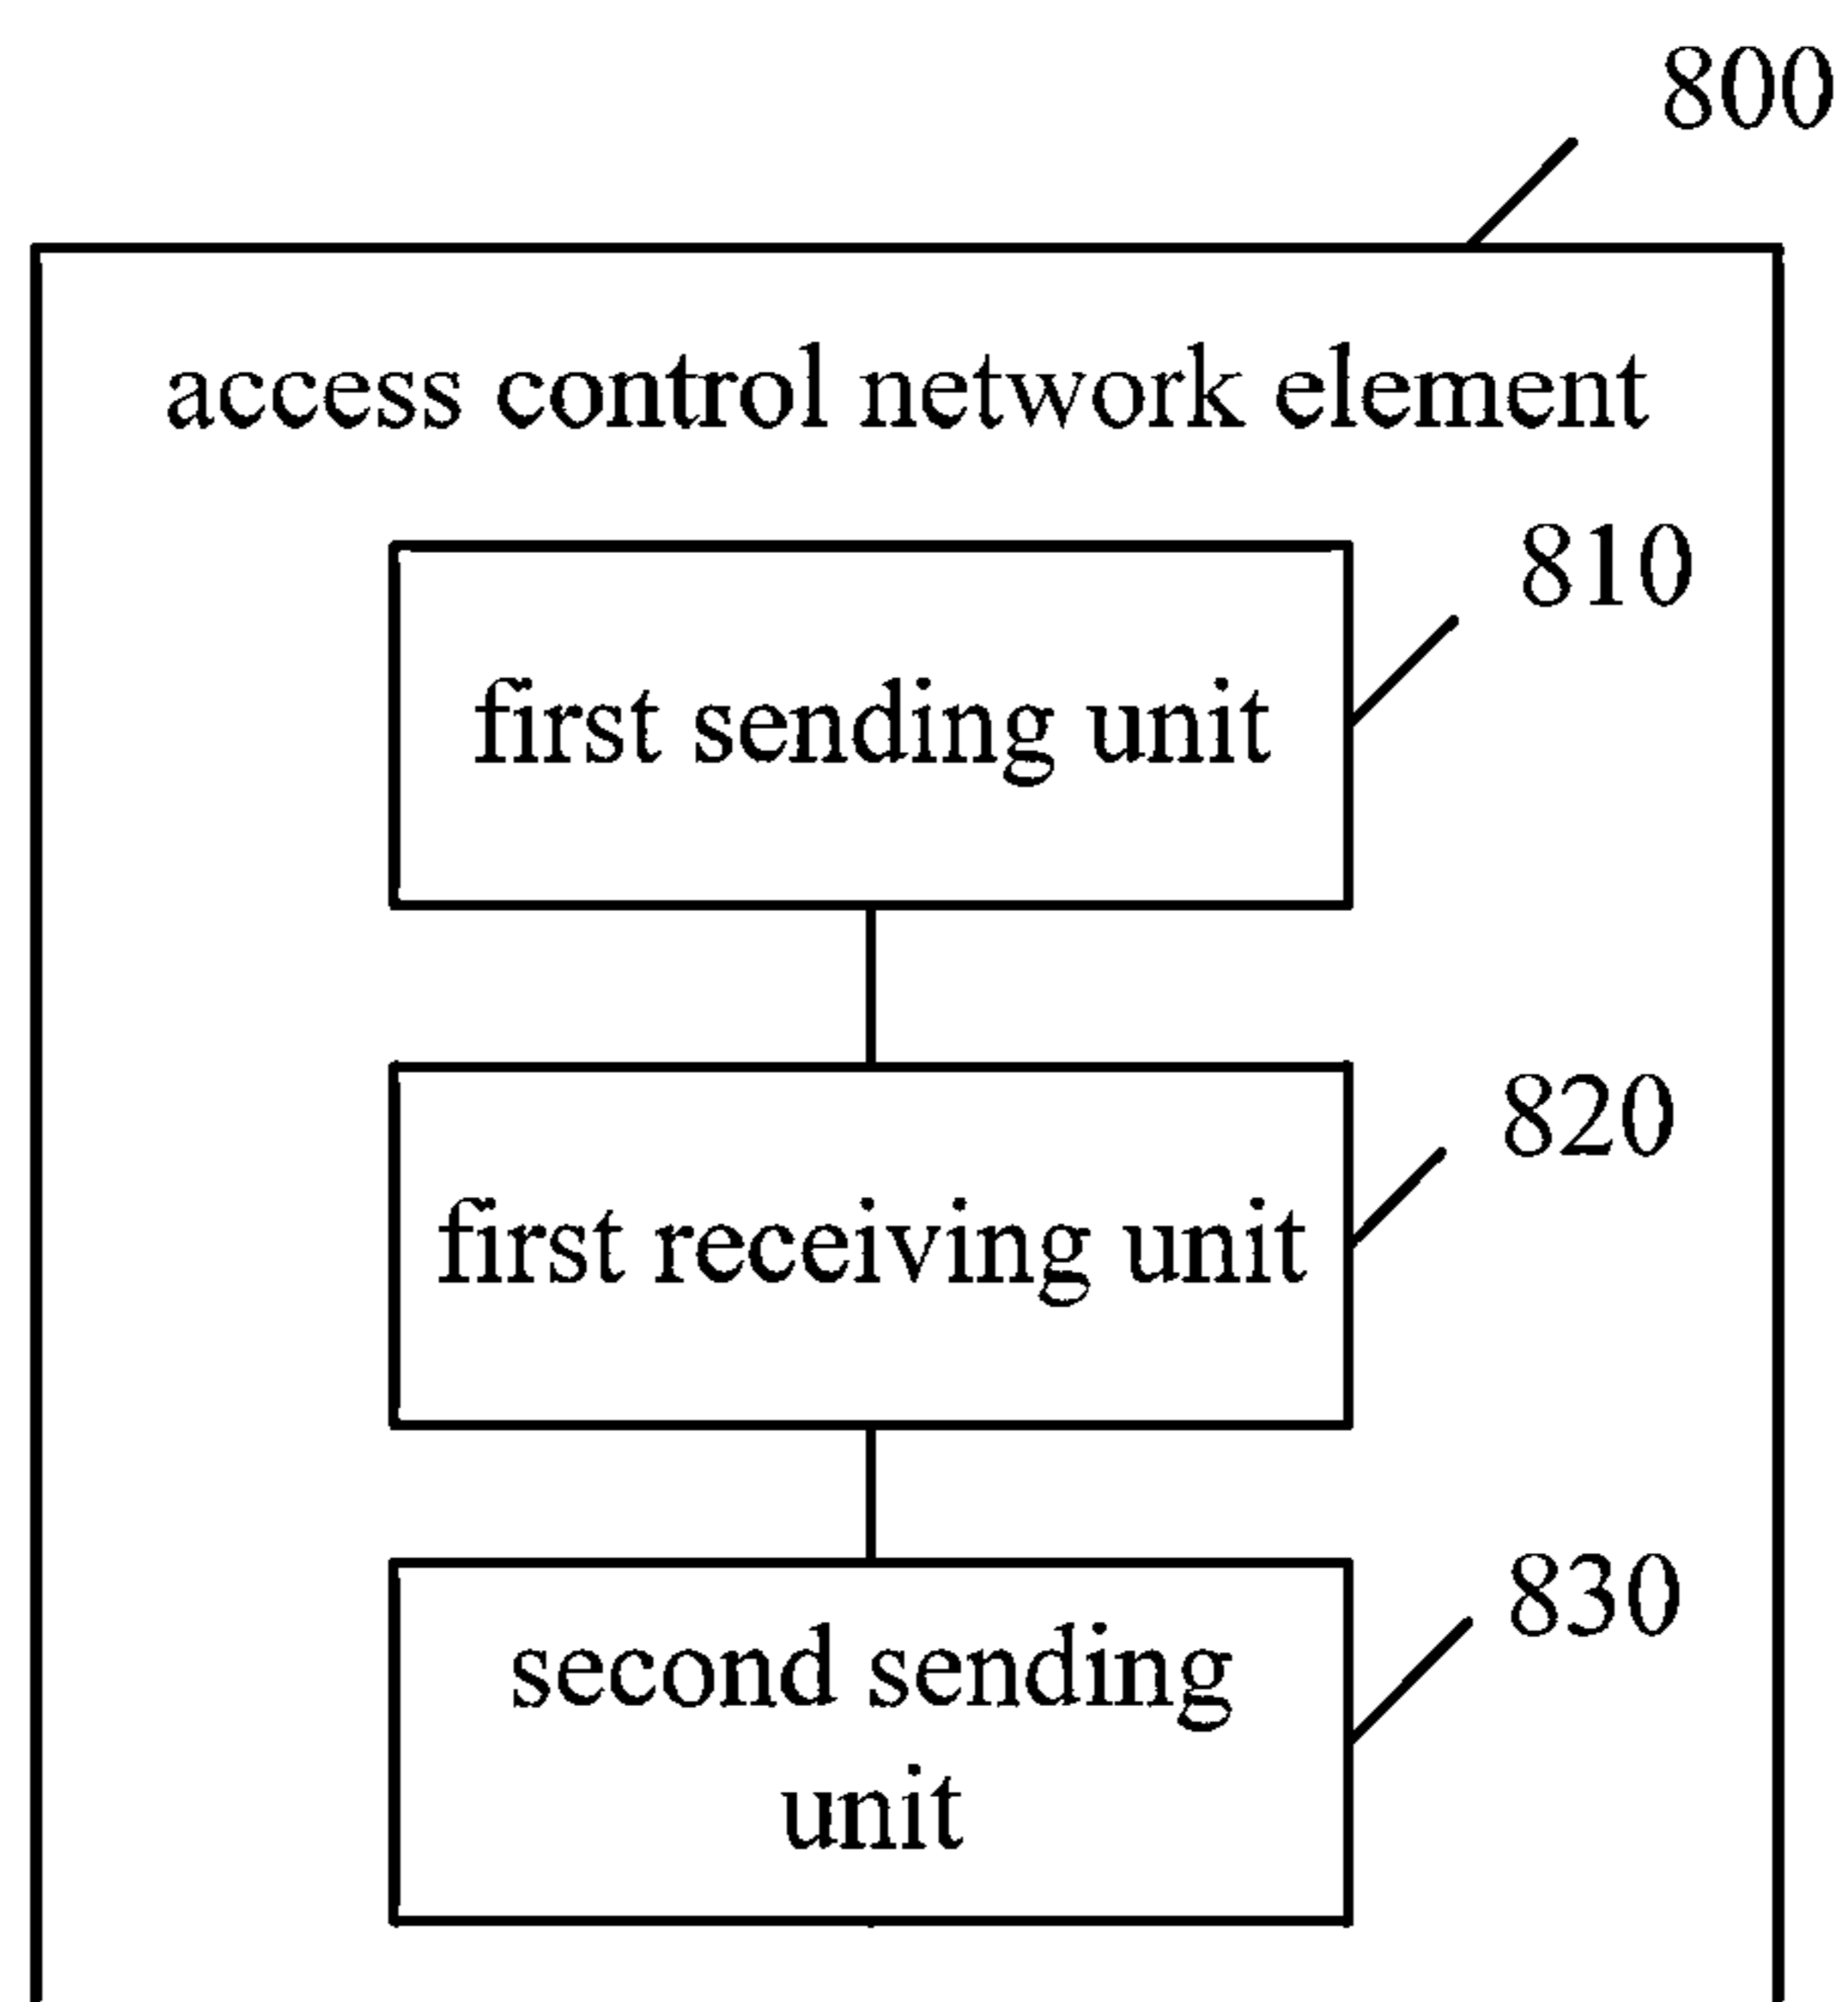 800
access control network element
810
first sending unit
820
first receiving unit
830
second sending
unit